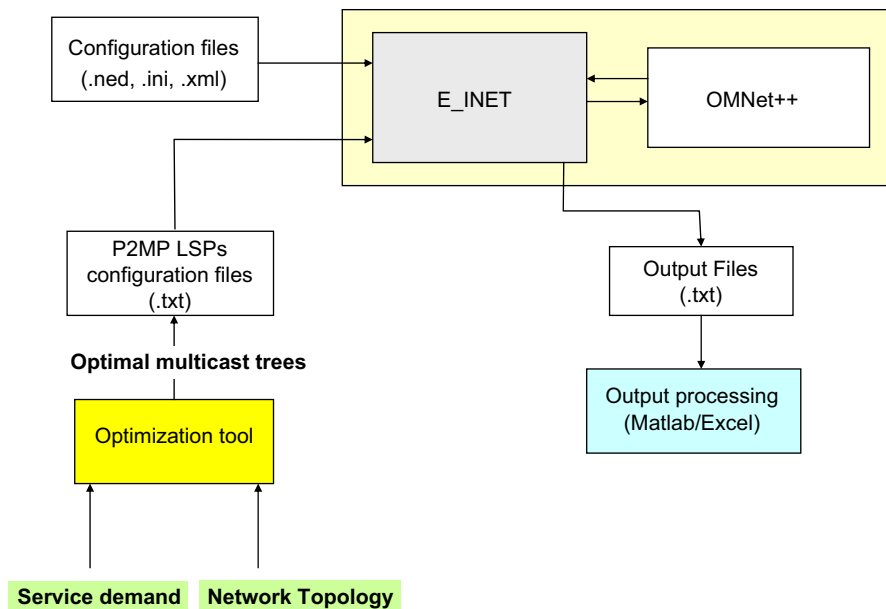 Configuration files
(.ned, .ini, .xml)
E_INET
OMNet++
P2MP LSPs
configuration files
(.txt)
Output Files
(.txt)
Optimal multicast trees
Output processing
(Matlab/Excel)
Optimization tool
Service demand
Network Topology